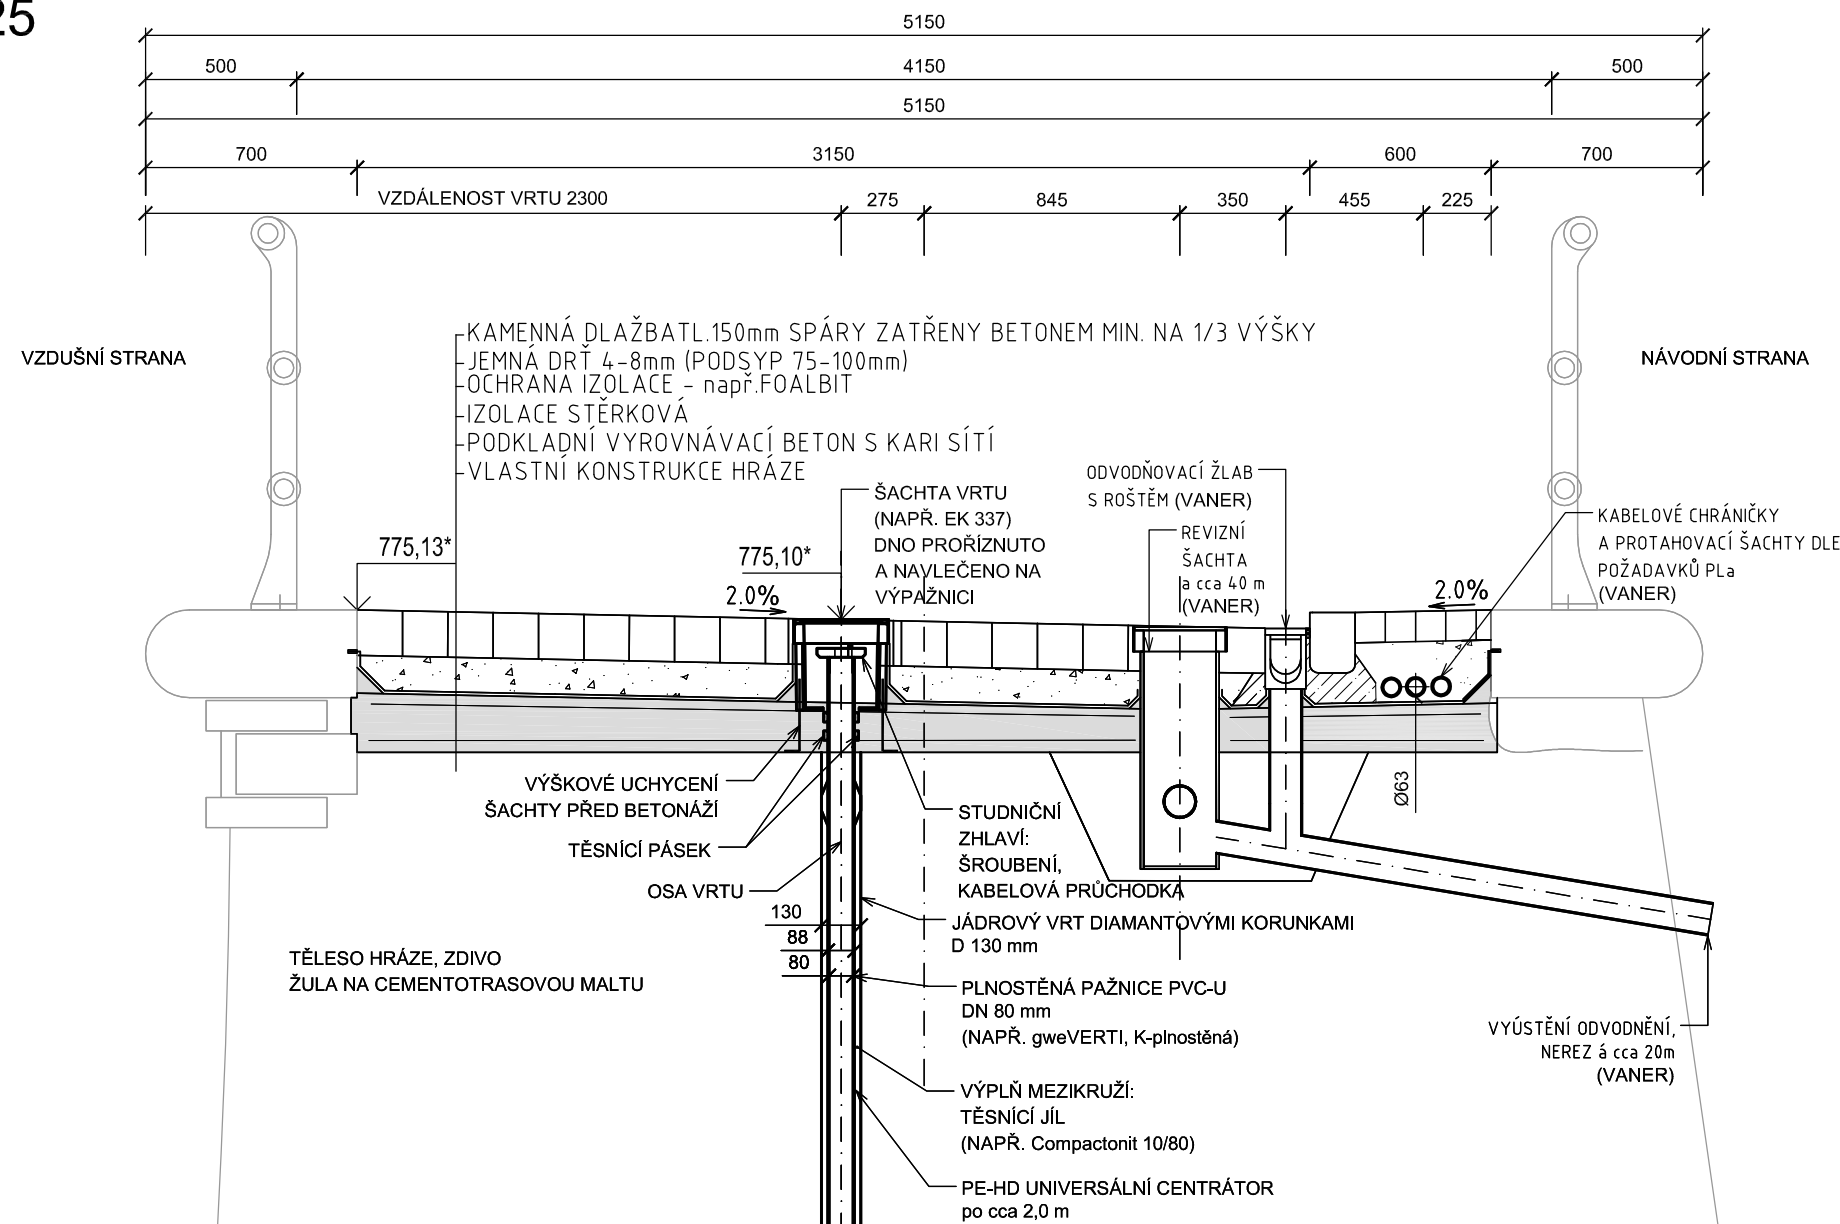 25
5150
500
4150
500
5150
700
3150
600
700
VZDÁLENOST VRTU 2300
275
845
350
455
225
VZDUŠNÍ STRANA
NÁVODNÍ STRANA
KAMENNÁ DLAŽBATL.150mm SPÁRY ZATŘENY BETONEM MIN. NA 1/3 VÝŠKY
JEMNÁ DRŤ 4-8mm (PODSYP 75-100mm)
OCHRANA IZOLACE - např.FOALBIT
IZOLACE STĚRKOVÁ
PODKLADNÍ VYROVNÁVACÍ BETON S KARI SÍTÍ
VLASTNÍ KONSTRUKCE HRÁZE
775,13*
775,10*
2.0%
ŠACHTA VRTU
(NAPŘ. EK 337)
DNO PROŘÍZNUTO
A NAVLEČENO NA
VÝPAŽNICI
ODVODŇOVACÍ ŽLAB
S ROŠTĚM (VANER)
REVIZNÍ
ŠACHTA
a cca 40 m
(VANER)
KABELOVÉ CHRÁNIČKY
A PROTAHOVACÍ ŠACHTY DLE
POŽADAVKŮ PLa
(VANER)
2.0%
Ø63
VÝŠKOVÉ UCHYCENÍ
ŠACHTY PŘED BETONÁŽÍ
TĚSNÍCÍ PÁSEK
OSA VRTU
STUDNIČNÍ
ZHLAVÍ:
ŠROUBENÍ,
KABELOVÁ PRŮCHODKA
130
88
80
JÁDROVÝ VRT DIAMANTOVÝMI KORUNKAMI
D 130 mm
TĚLESO HRÁZE, ZDIVO
ŽULA NA CEMENTOTRASOVOU MALTU
PLNOSTĚNÁ PAŽNICE PVC-U
DN 80 mm
(NAPŘ. gweVERTI, K-plnostěná)
VYÚSTĚNÍ ODVODNĚNÍ,
NEREZ á cca 20m
(VANER)
VÝPLŇ MEZIKRUŽÍ:
TĚSNÍCÍ JÍL
(NAPŘ. Compactonit 10/80)
PE-HD UNIVERSÁLNÍ CENTRÁTOR
po cca 2,0 m